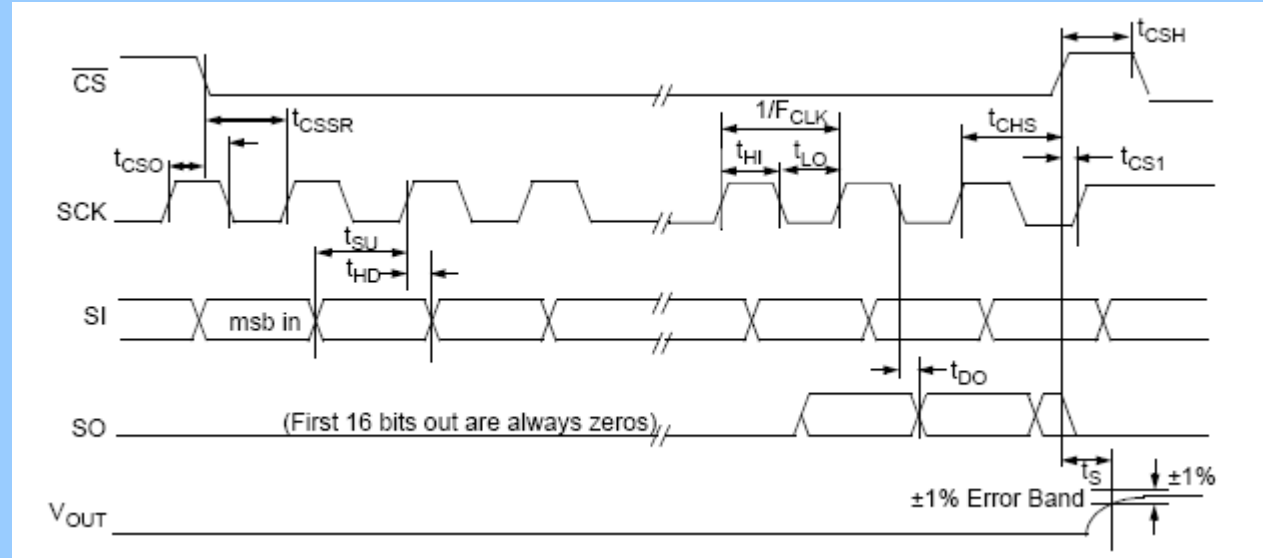 tCSH
CS
1/FCLK
tCSSR
tCHS
tHI
tLO
tCSO
tCS1
SCK
tSU
tHD
SI
msb in
tDO
SO
(First 16 bits out are always zeros)
tS
±1%
±1% Error Band
VOUT